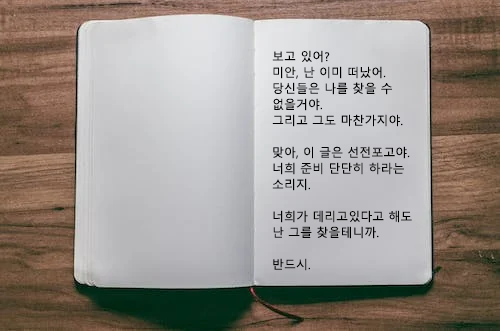 보고 있어?
미안, 난 이미 떠났어.
당신들은 나를 찾을 수
없을거야.
그리고 그도 마찬가지야.
맞아, 이 글은 선전포고야.
너희 준비 단단히 하라는
소리지.
너희가 데리고있다고 해도
난 그를 찾을테니까.
반드시.